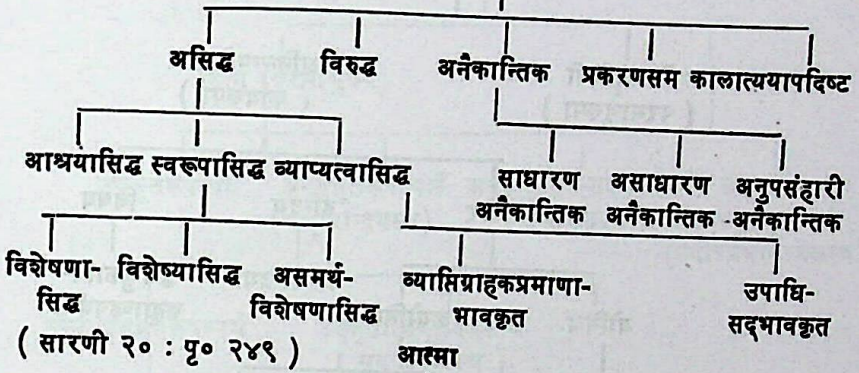 असिद्ध विरुद्ध अनैकान्तिक प्रकरणसम कालात्ययापदिष्ट
आश्रयासिद्ध स्वरूपासिद्ध व्याप्यत्वासिद्ध
साधारण असाधारण अनुपसंहारी
अनैकान्तिक अनैकान्तिक अनैकान्तिक
विशेषणा- विशेष्यासिद्ध असमर्थ- व्याप्तिग्राहकप्रमाणा- उपाधि-
सिद्ध विशेषणासिद्ध भावकृत सद्भावकृत
( सारणी २० : पृ० २४९ ) आत्मा